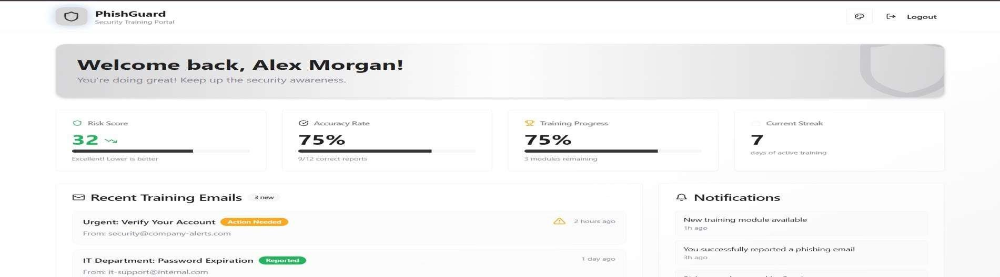 PhishGuard
Security Training Portal
Logout
Welcome back, Alex Morgan!
You're doing great! Keep up the security awareness.
Risk Score
32
Excellent! Lower is better
Accuracy Rate
75%
9/12 correct reports
Training Progress
75%
3 modules remaining
Current Streak
7
days of active training
Recent Training Emails 3 new
Urgent: Verify Your Account Action Needed 2 hours ago
From: security@company-alerts.com
IT Department: Password Expiration Reported 1 day ago
From: it-support@internal.com
Notifications
New training module available
1h ago
You successfully reported a phishing email
3h ago